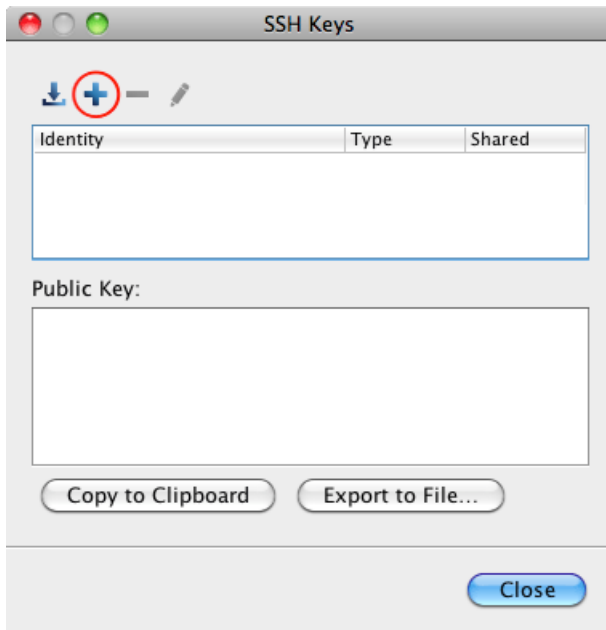 SSH Keys
Identity Type Shared
Public Key:
Copy to Clipboard Export to File...
Close